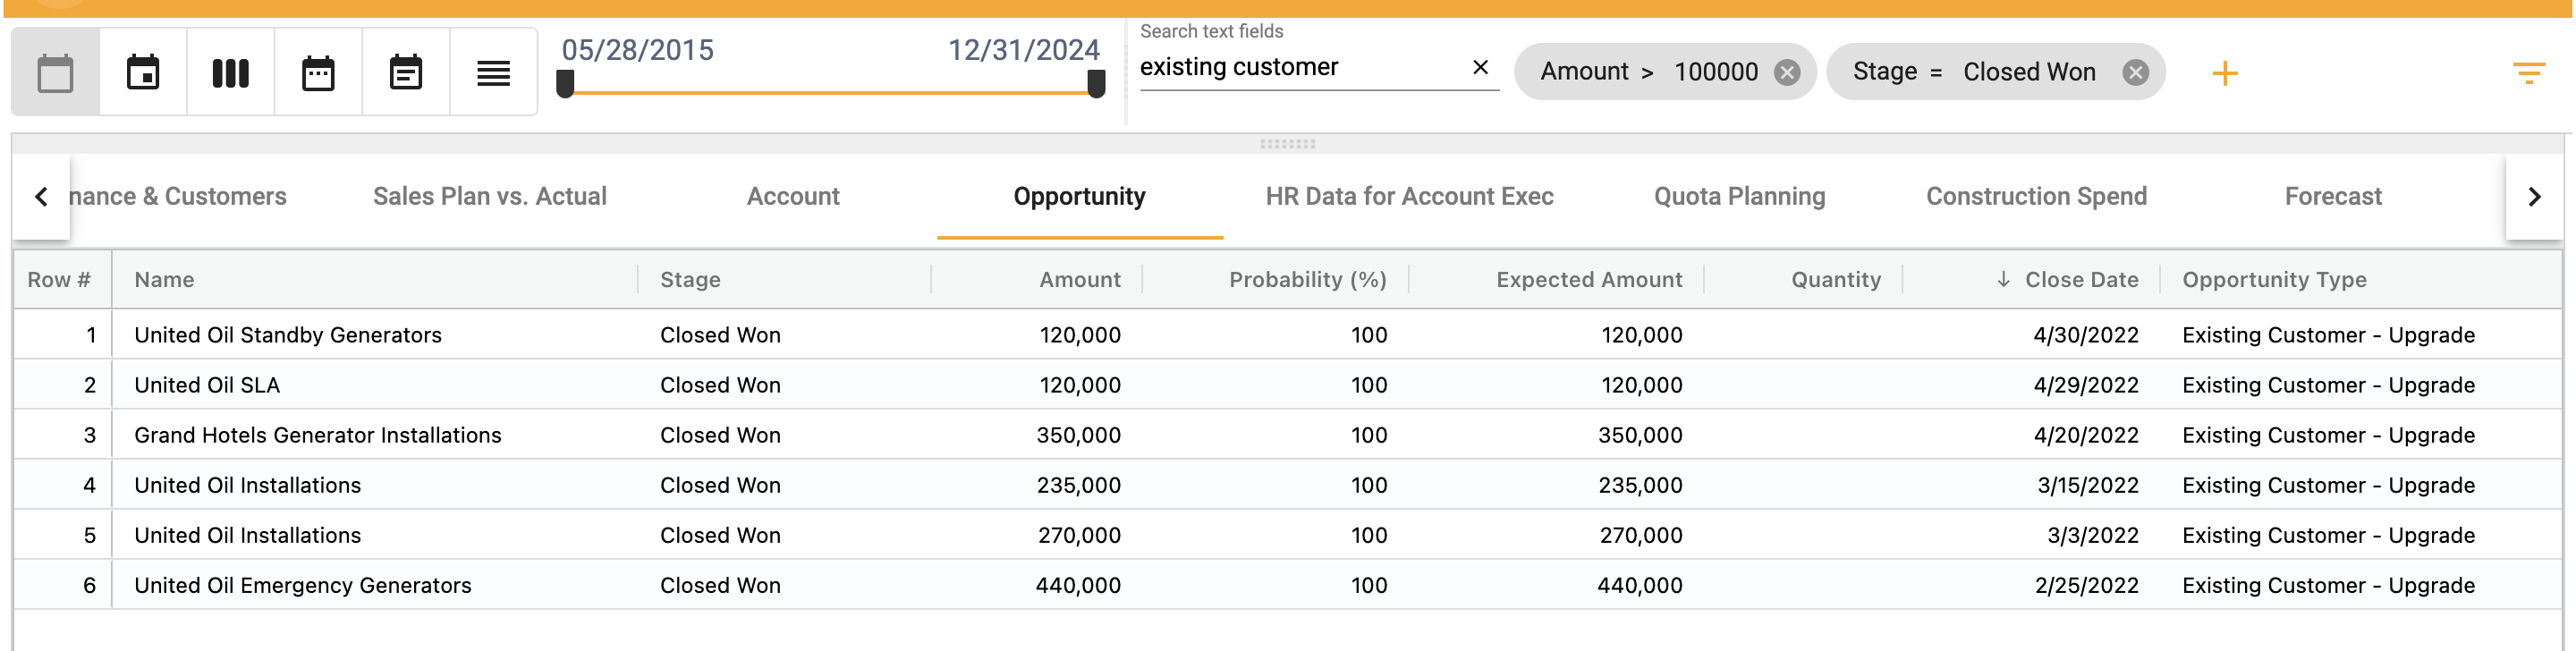 05/28/2015 12/31/2024
Search text fields
existing customer
Amount > 100000
Stage = Closed Won
nance & Customers Sales Plan vs. Actual Account Opportunity HR Data for Account Exec Quota Planning Construction Spend Forecast
Row # Name Stage Amount Probability (%) Expected Amount Quantity ↓ Close Date Opportunity Type
1 United Oil Standby Generators Closed Won 120,000 100 120,000 4/30/2022 Existing Customer - Upgrade
2 United Oil SLA Closed Won 120,000 100 120,000 4/29/2022 Existing Customer - Upgrade
3 Grand Hotels Generator Installations Closed Won 350,000 100 350,000 4/20/2022 Existing Customer - Upgrade
4 United Oil Installations Closed Won 235,000 100 235,000 3/15/2022 Existing Customer - Upgrade
5 United Oil Installations Closed Won 270,000 100 270,000 3/3/2022 Existing Customer - Upgrade
6 United Oil Emergency Generators Closed Won 440,000 100 440,000 2/25/2022 Existing Customer - Upgrade